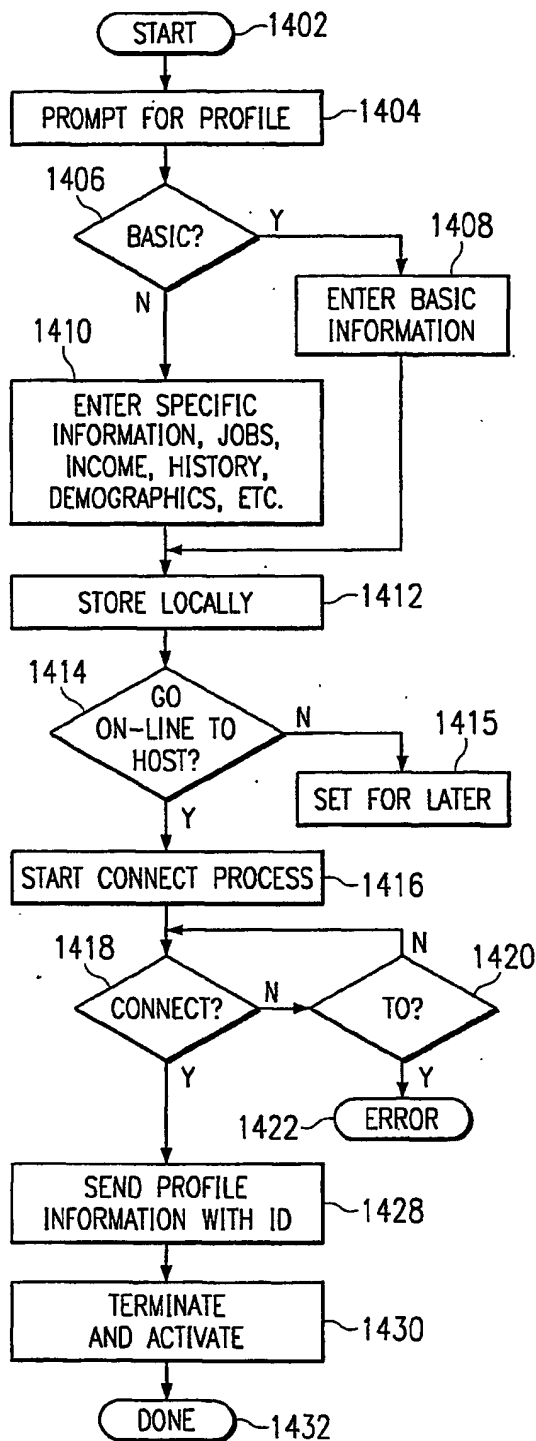 START
1402
PROMPT FOR PROFILE
1404
1406
BASIC?
Y
N
1408
ENTER BASIC
INFORMATION
1410
ENTER SPECIFIC
INFORMATION, JOBS,
INCOME, HISTORY,
DEMOGRAPHICS, ETC.
STORE LOCALLY
1412
1414
GO
ON-LINE TO
HOST?
N
Y
1415
SET FOR LATER
START CONNECT PROCESS
1416
1418
CONNECT?
N
Y
N
1420
TO?
Y
1422
ERROR
SEND PROFILE
INFORMATION WITH ID
1428
TERMINATE
AND ACTIVATE
1430
DONE
1432